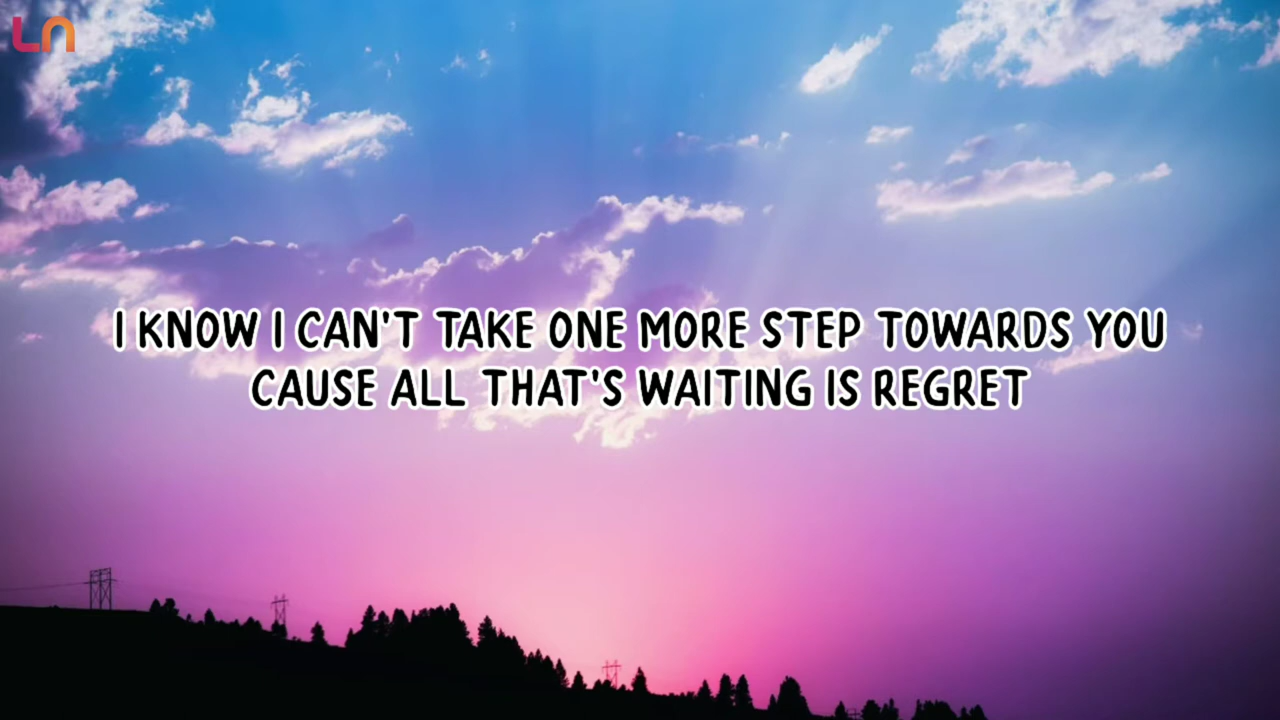 LN
I KNOW I CAN'T TAKE ONE MORE STEP TOWARDS YOU
CAUSE ALL THAT'S WAITING IS REGRET